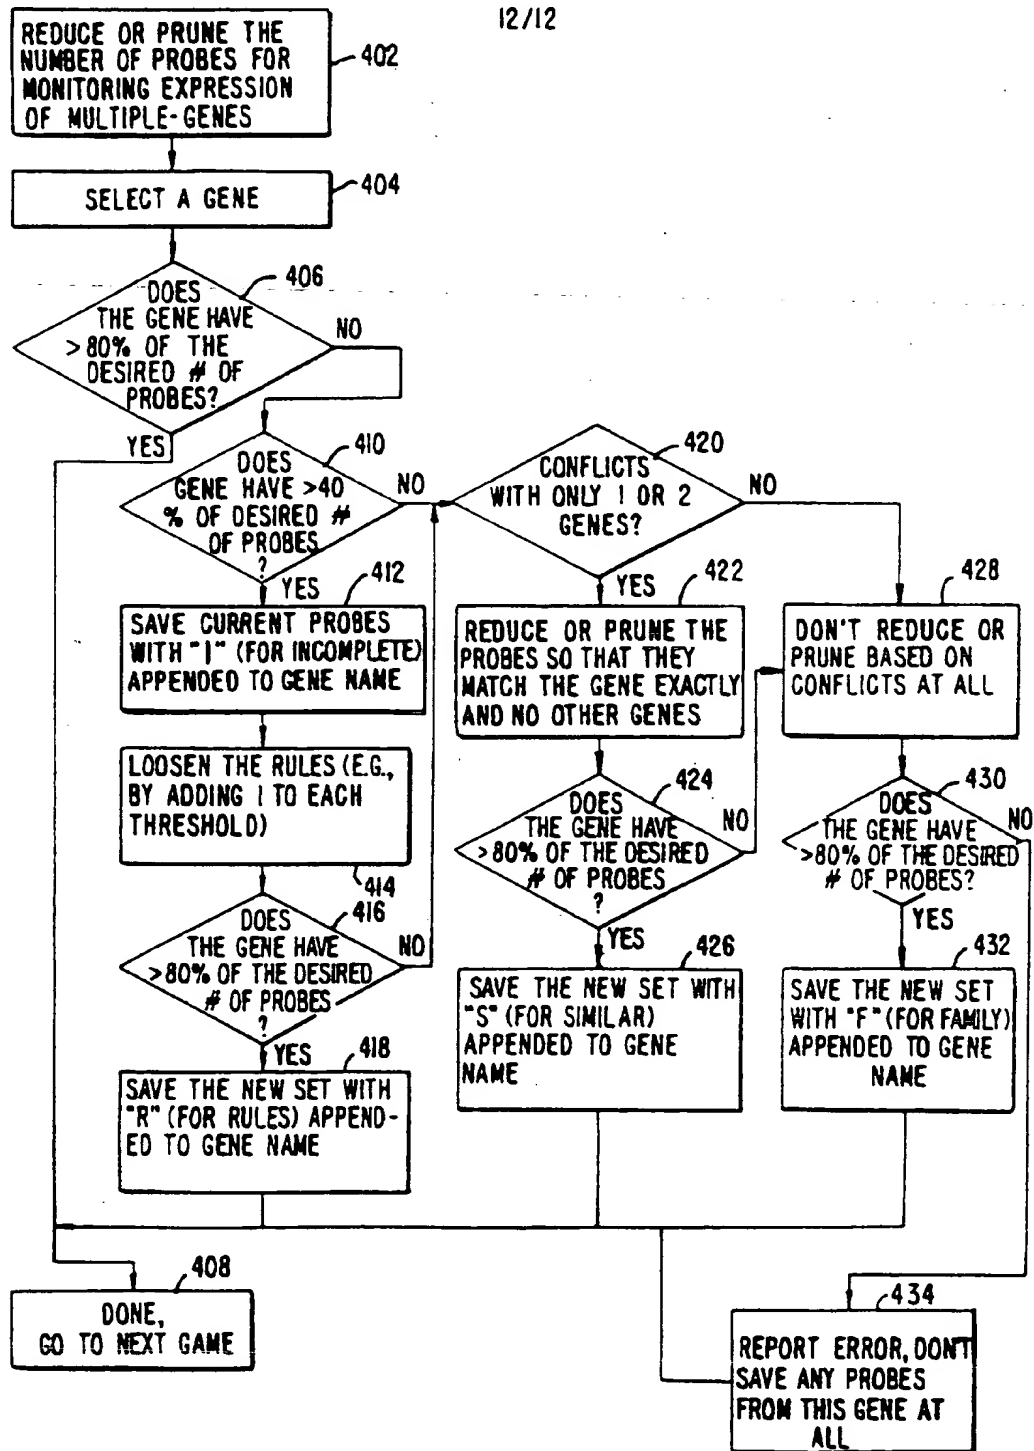 12/12
REDUCE OR PRUNE THE
NUMBER OF PROBES FOR
MONITORING EXPRESSION
OF MULTIPLE-GENES
402
SELECT A GENE
404
406
DOES
THE GENE HAVE
>80% OF THE
DESIRED # OF
PROBES?
NO
YES
410
DOES
GENE HAVE >40
% OF DESIRED #
OF PROBES
?
NO
YES
412
SAVE CURRENT PROBES
WITH "I" (FOR INCOMPLETE)
APPENDED TO GENE NAME
LOOSEN THE RULES (E.G.,
BY ADDING 1 TO EACH
THRESHOLD)
414
416
DOES
THE GENE HAVE
>80% OF THE DESIRED
# OF PROBES
?
NO
YES
418
SAVE THE NEW SET WITH
"R" (FOR RULES) APPEND-
ED TO GENE NAME
420
CONFLICTS
WITH ONLY 1 OR 2
GENES?
NO
YES
422
REDUCE OR PRUNE THE
PROBES SO THAT THEY
MATCH THE GENE EXACTLY
AND NO OTHER GENES
424
DOES
THE GENE HAVE
>80% OF THE DESIRED
# OF PROBES
?
NO
YES
426
SAVE THE NEW SET WITH
"S" (FOR SIMILAR)
APPENDED TO GENE
NAME
428
DON'T REDUCE OR
PRUNE BASED ON
CONFLICTS AT ALL
430
DOES
THE GENE HAVE
>80% OF THE DESIRED
# OF PROBES?
NO
YES
432
SAVE THE NEW SET
WITH "F" (FOR FAMILY)
APPENDED TO GENE
NAME
408
DONE,
GO TO NEXT GAME
434
REPORT ERROR, DON'T
SAVE ANY PROBES
FROM THIS GENE AT
ALL